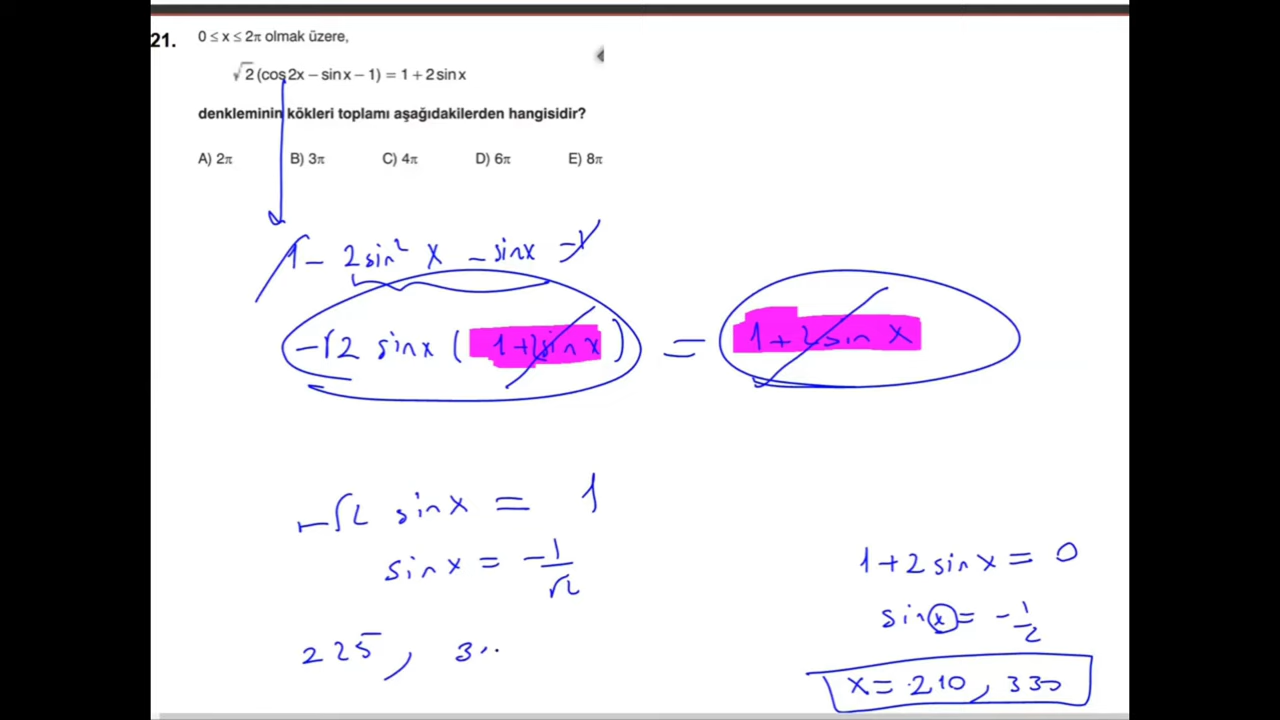 21. 0 ≤ x ≤ 2π olmak üzere,
√2 (cos2x – sinx – 1) = 1 + 2sinx
denkleminin kökleri toplamı aşağıdakilerden hangisidir?
A) 2π B) 3π C) 4π D) 6π E) 8π
1 – 2sin² x – sinx – 1
–√2 sinx ( 1+2sinx ) = 1+2sin x
–√2 sinx = 1
sinx = –1/√2
1+2sinx = 0
sinx = –1/2
225, 3
x = 210, 330